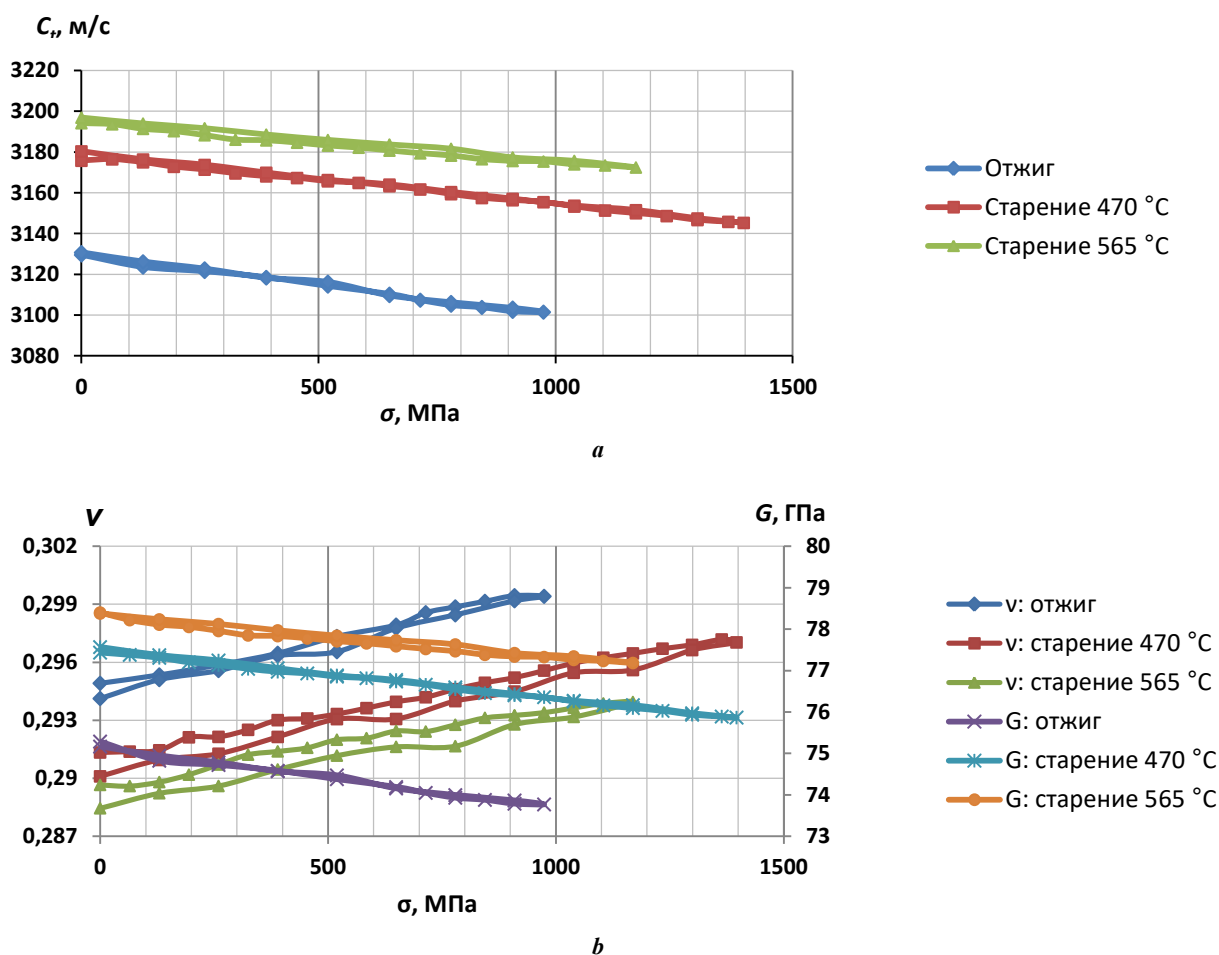 Cₜ, м/с
3220
3200
3180
3160
3140
3120
3100
3080
0 500 1000 1500
σ, МПа
Отжиг
Старение 470 °C
Старение 565 °C
a
ν G, ГПа
0,302 80
0,299 79
78
0,296 77
0,293 76
75
0,29 74
0,287 73
0 500 1000 1500
σ, МПа
ν: отжиг
ν: старение 470 °C
ν: старение 565 °C
G: отжиг
G: старение 470 °C
G: старение 565 °C
b